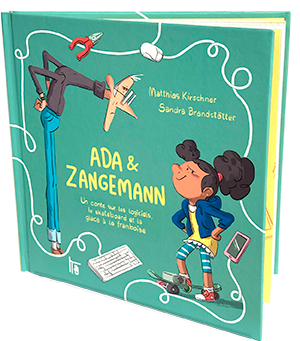 Matthias Kirschner
Sandra Brandstätter
ADA &
ZANGEMANN
Un conte sur les logiciels,
le skateboard et la
glace à la framboise